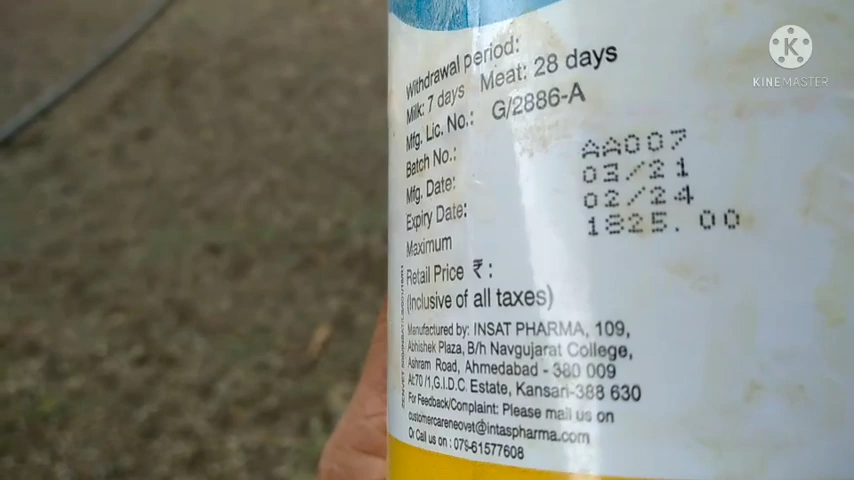 Withdrawal period:
Milk: 7 days Meat: 28 days
Mfg. Lic. No.: G/2886-A
Batch No.: AA007
Mfg. Date: 03/21
Expiry Date: 02/24
Maximum 1825.00
Retail Price ₹:
(Inclusive of all taxes)
Manufactured by: INSAT PHARMA, 109,
Abhishek Plaza, B/h Navgujarat College,
Ashram Road, Ahmedabad - 380 009
At:70 /1,G.I.D.C. Estate, Kansari-388 630
For Feedback/Complaint: Please mail us on
customercareneovet@intaspharma.com
Or Call us on : 079-61577608
K
KINEMASTER